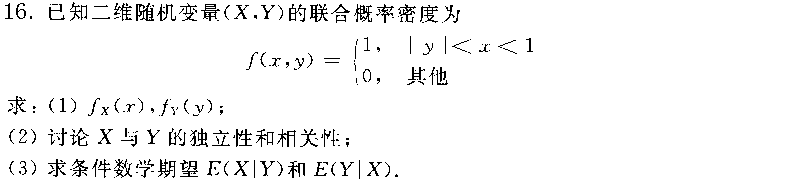 16. 已知二维随机变量(X,Y)的联合概率密度为
f(x,y) = {1, |y|< x < 1
0, 其他
求:(1) f_X(x),f_Y(y);
(2) 讨论 X 与 Y 的独立性和相关性;
(3) 求条件数学期望 E(X|Y)和 E(Y|X).